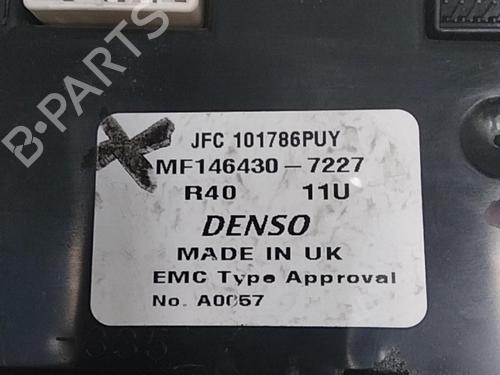 B-PARTS
JFC 101786PUY
MF146430-7227
R40 11U
DENSO
MADE IN UK
EMC Type Approval
No. A0057